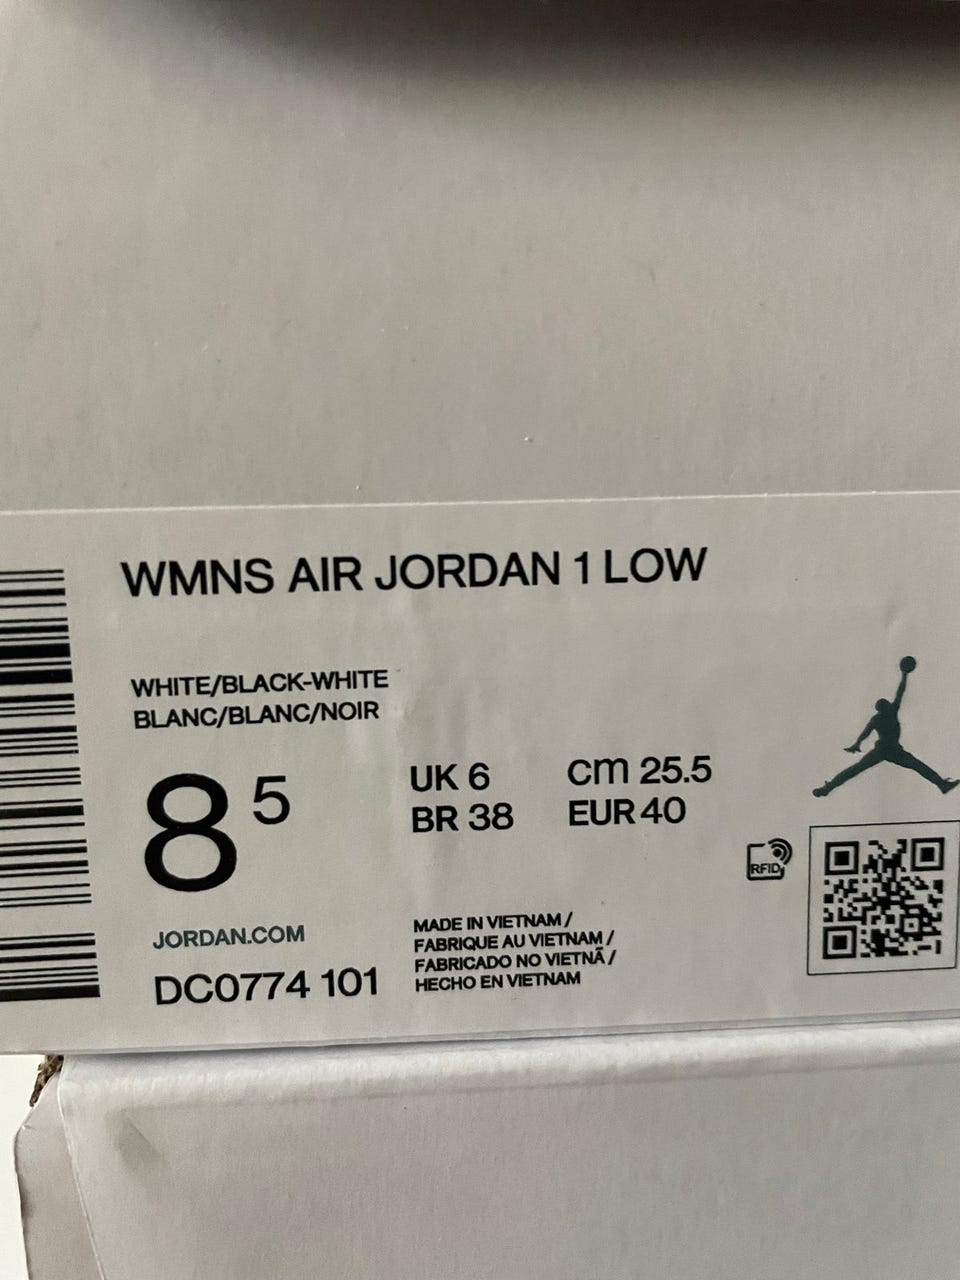 WMNS AIR JORDAN 1 LOW
WHITE/BLACK-WHITE
BLANC/BLANC/NOIR
8 5
UK 6
cm 25.5
BR 38
EUR 40
RFID
JORDAN.COM
DC0774 101
MADE IN VIETNAM /
FABRIQUE AU VIETNAM /
FABRICADO NO VIETNÃ /
HECHO EN VIETNAM